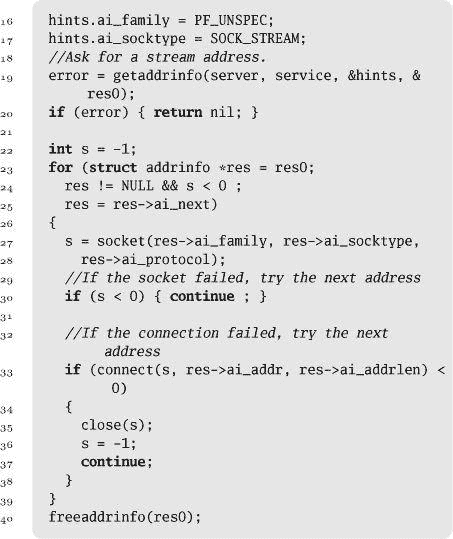 16 hints.ai_family = PF_UNSPEC;
17 hints.ai_socktype = SOCK_STREAM;
18 //Ask for a stream address.
19 error = getaddrinfo(server, service, &hints, &
res0);
20 if (error) { return nil; }
21
22 int s = -1;
23 for (struct addrinfo *res = res0;
24 res != NULL && s < 0 ;
25 res = res->ai_next)
26 {
27 s = socket(res->ai_family, res->ai_socktype,
28 res->ai_protocol);
29 //If the socket failed, try the next address
30 if (s < 0) { continue ; }
31
32 //If the connection failed, try the next
address
33 if (connect(s, res->ai_addr, res->ai_addrlen) <
0)
34 {
35 close(s);
36 s = -1;
37 continue;
38 }
39 }
40 freeaddrinfo(res0);